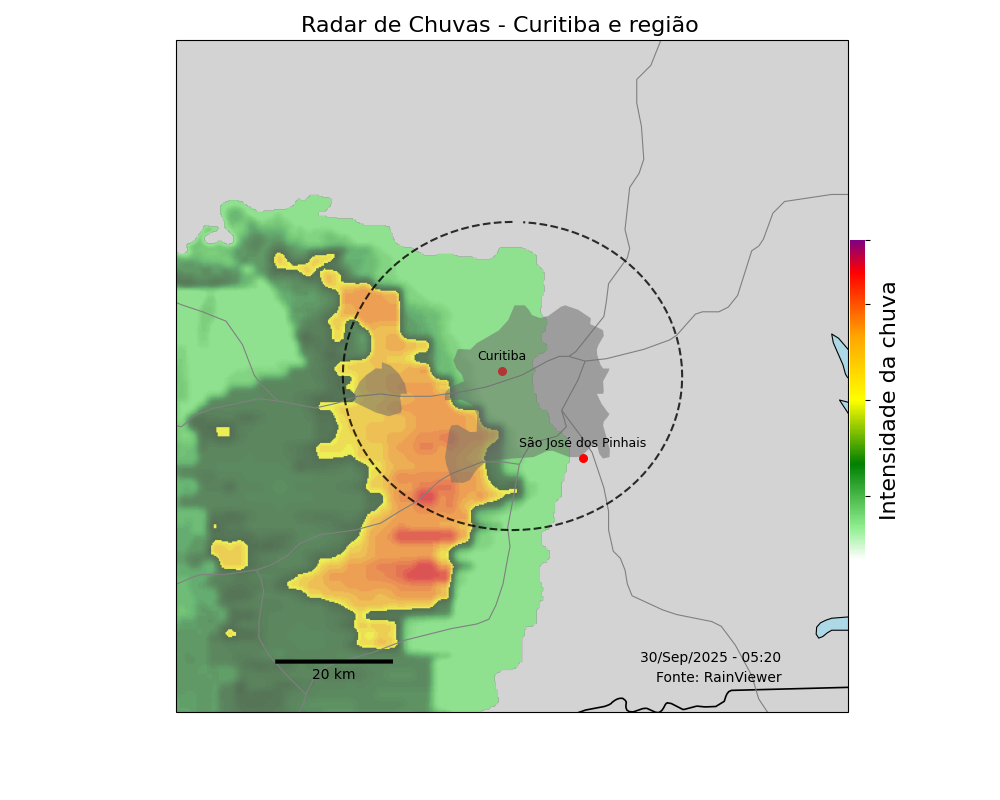 Radar de Chuvas - Curitiba e região
Curitiba
São José dos Pinhais
Intensidade da chuva
30/Sep/2025 - 05:20
Fonte: RainViewer
20 km